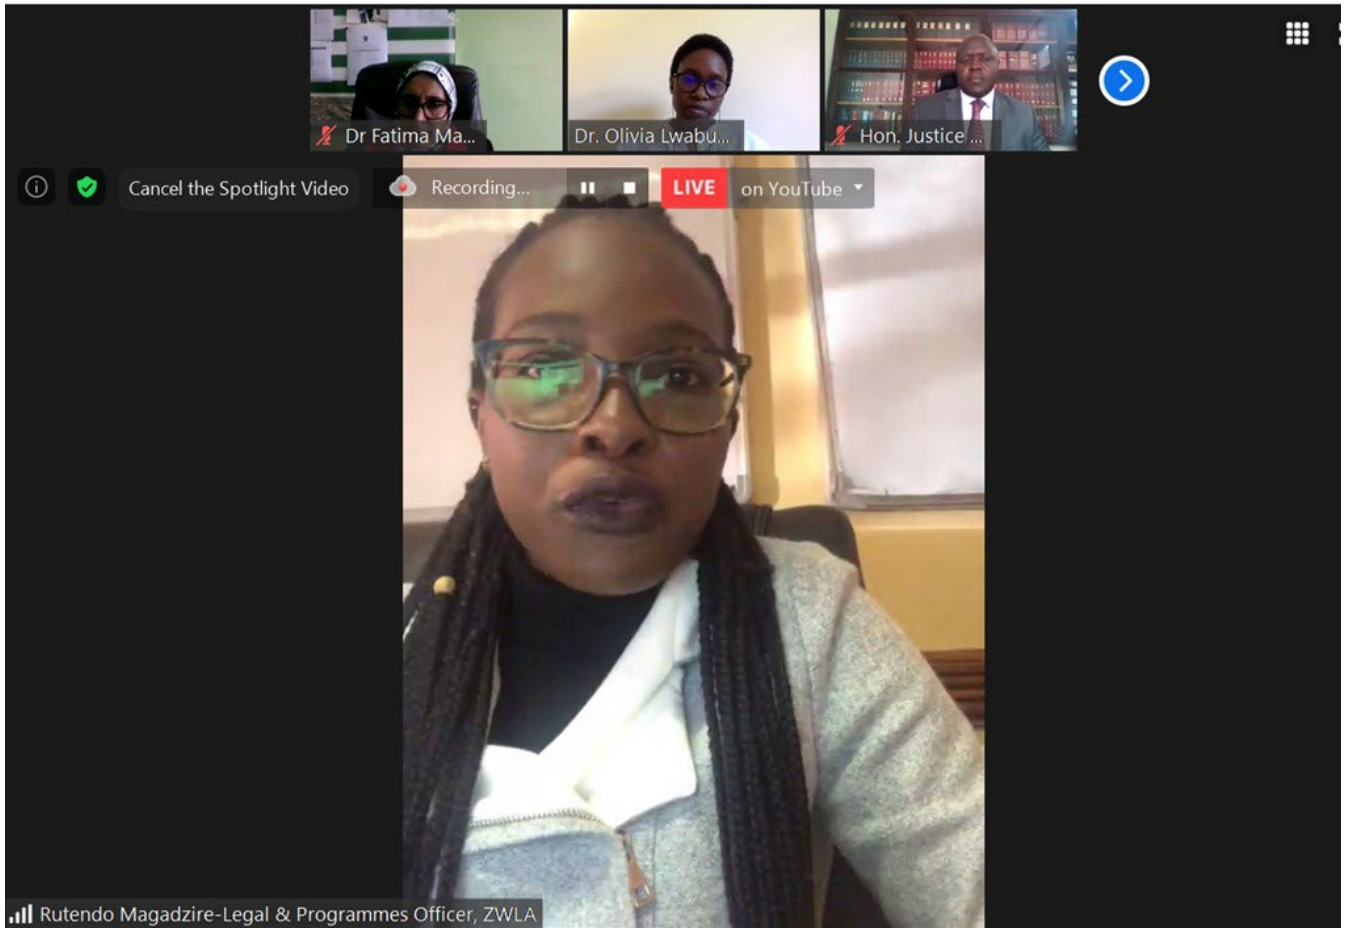 Dr Fatima Ma...
Dr. Olivia Lwabu...
Hon. Justice ...
Cancel the Spotlight Video
Recording...
LIVE
on YouTube
Rutendo Magadzire-Legal & Programmes Officer, ZWLA